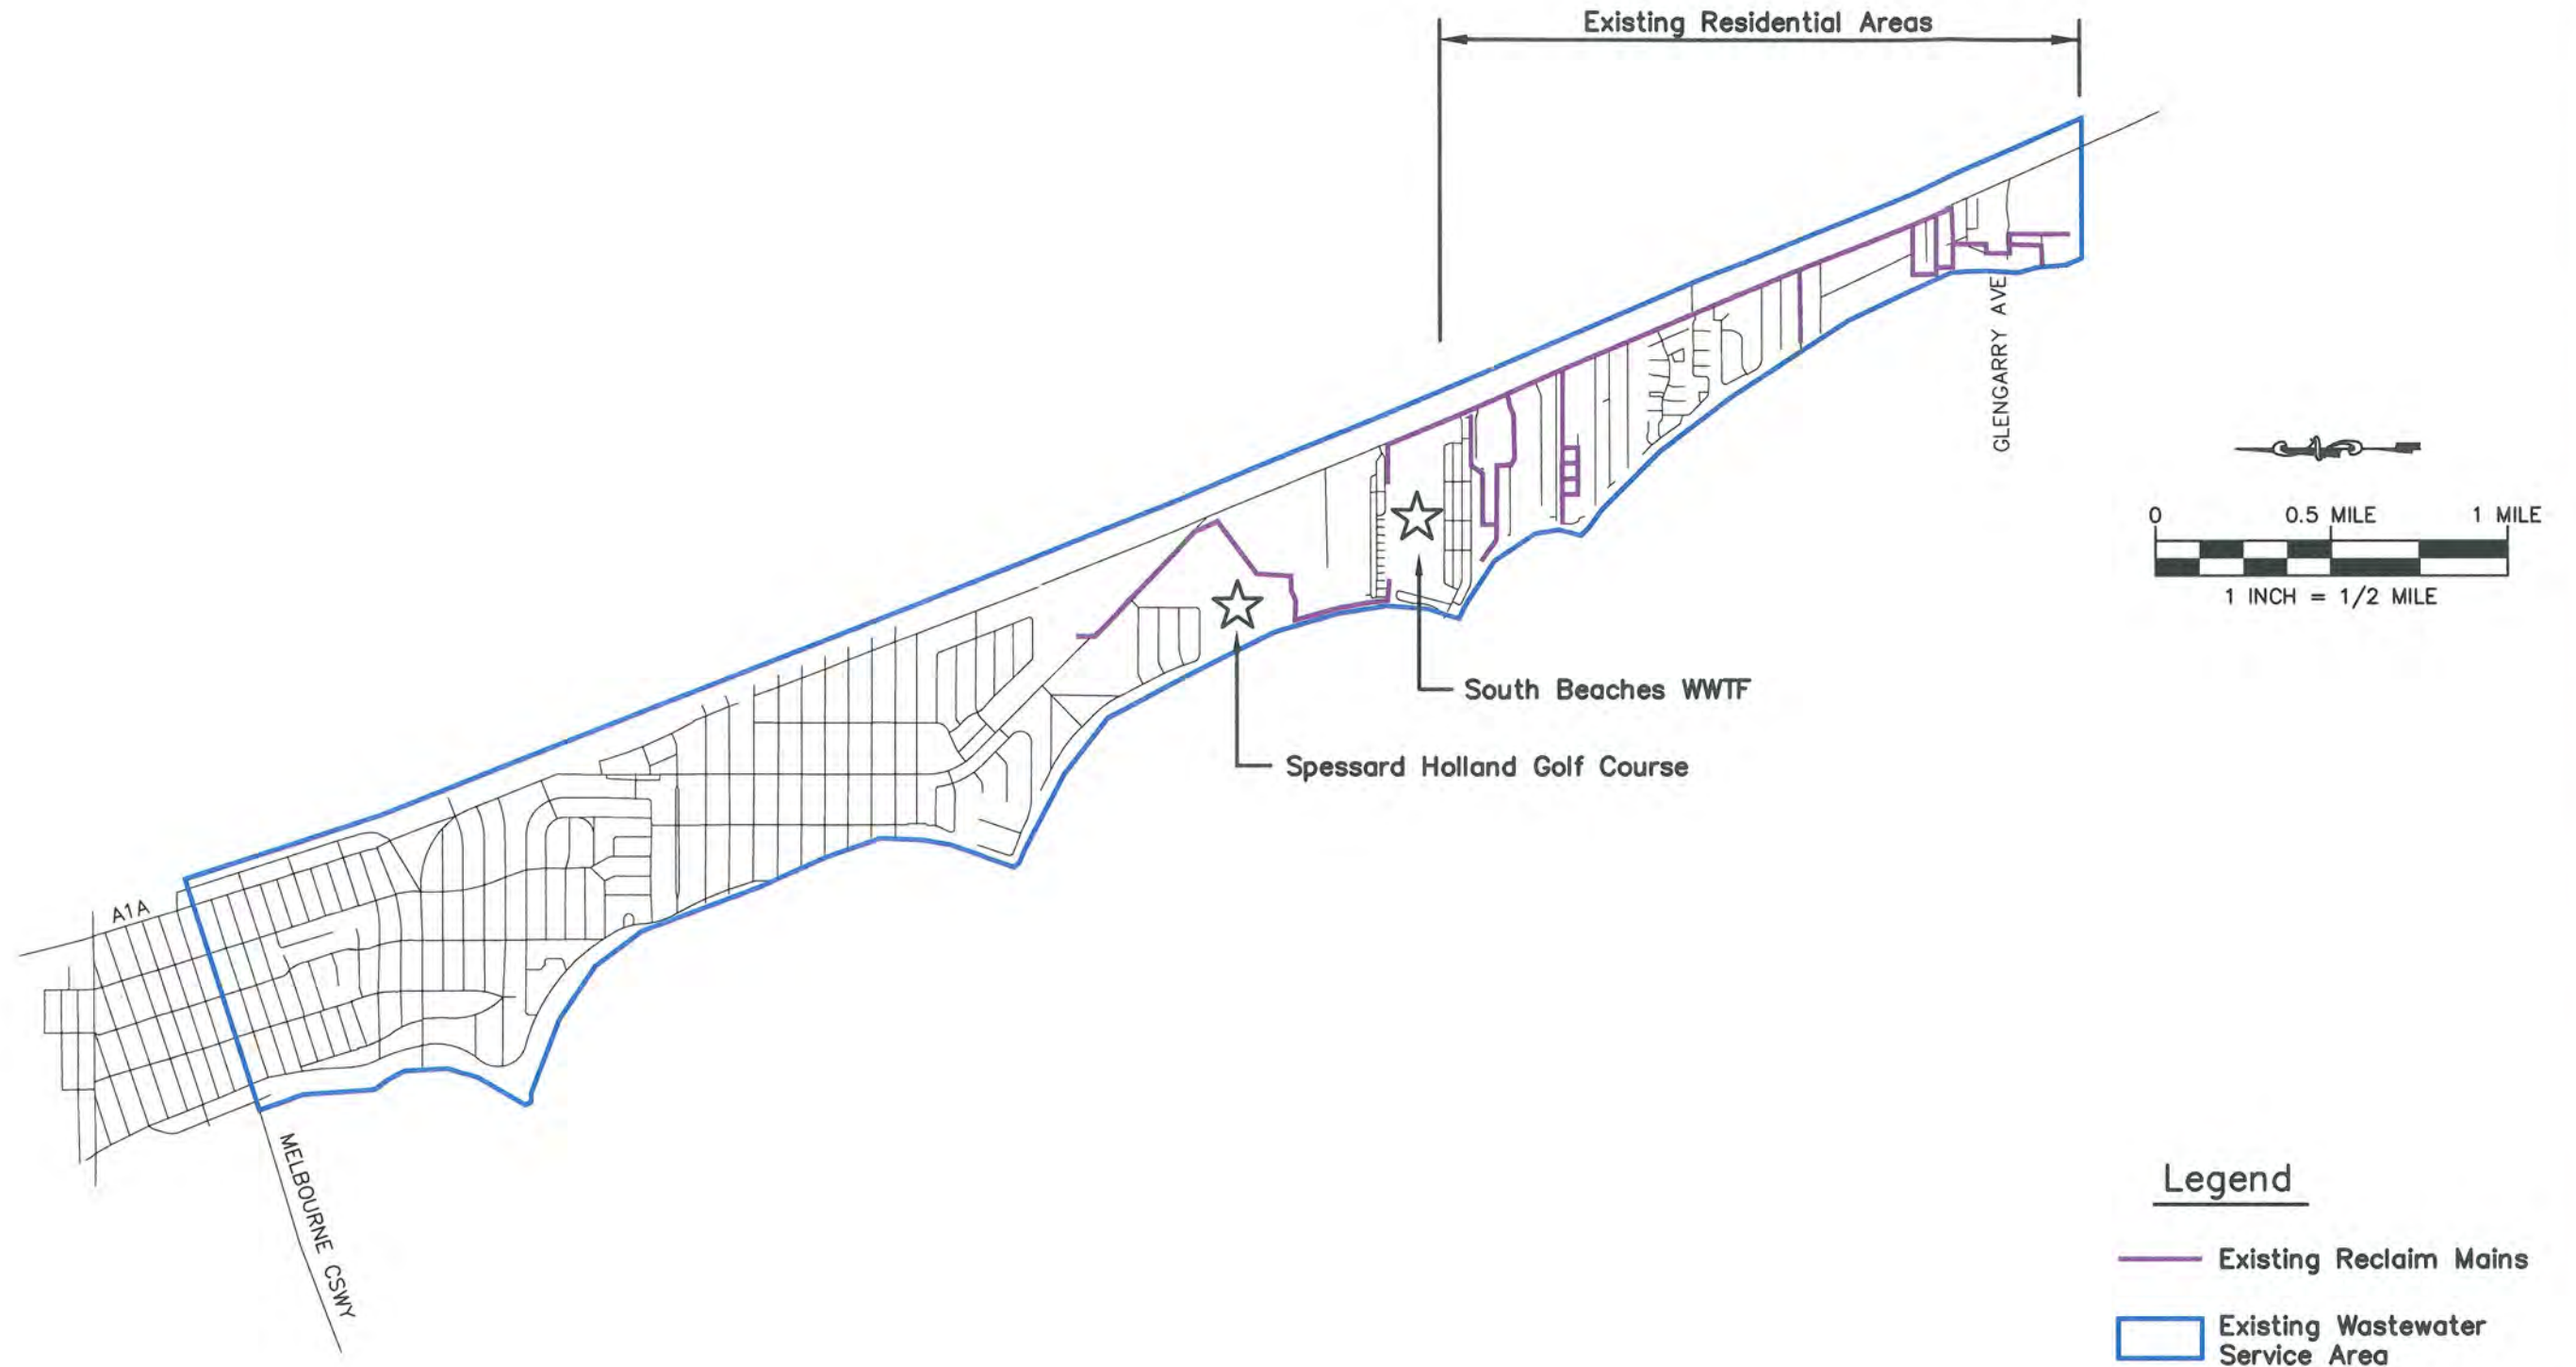 Existing Residential Areas
GLENGARRY AVE
0 0.5 MILE 1 MILE
1 INCH = 1/2 MILE
South Beaches WWTF
Spessard Holland Golf Course
A1A
MELBOURNE CSWY
Legend
Existing Reclaim Mains
Existing Wastewater
Service Area